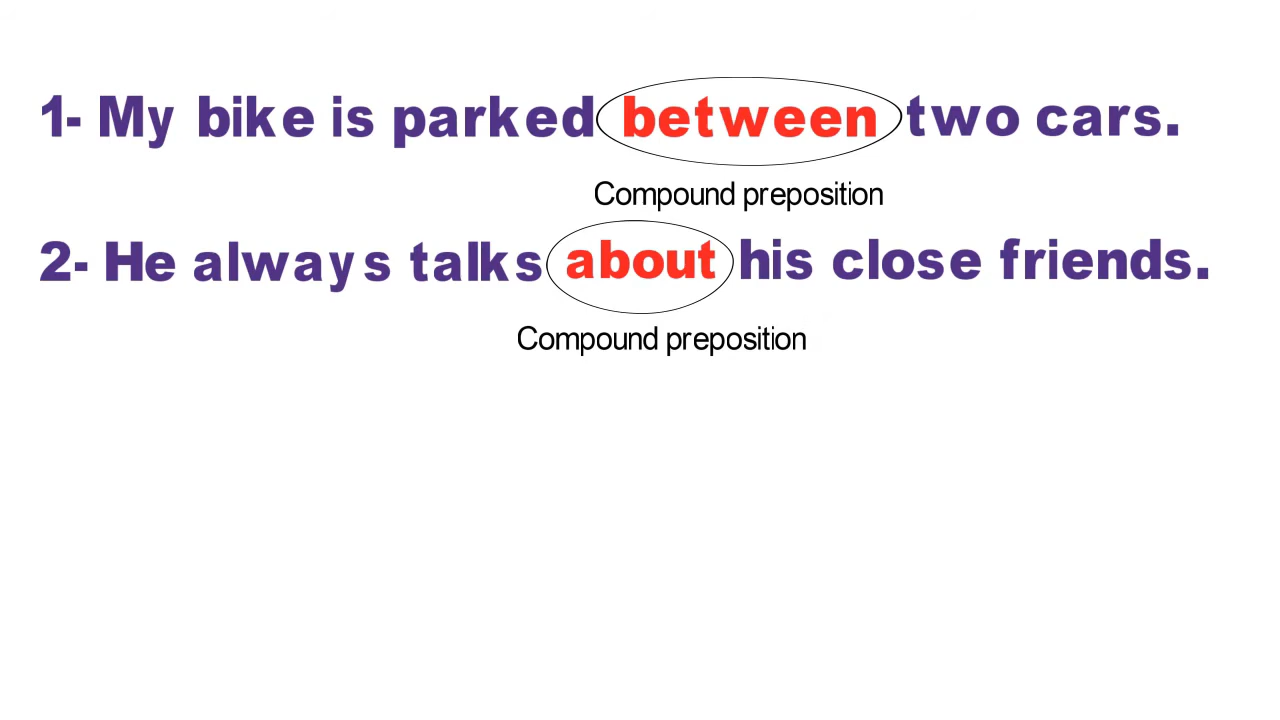 1- My bike is parked between two cars.
Compound preposition
2- He always talks about his close friends.
Compound preposition